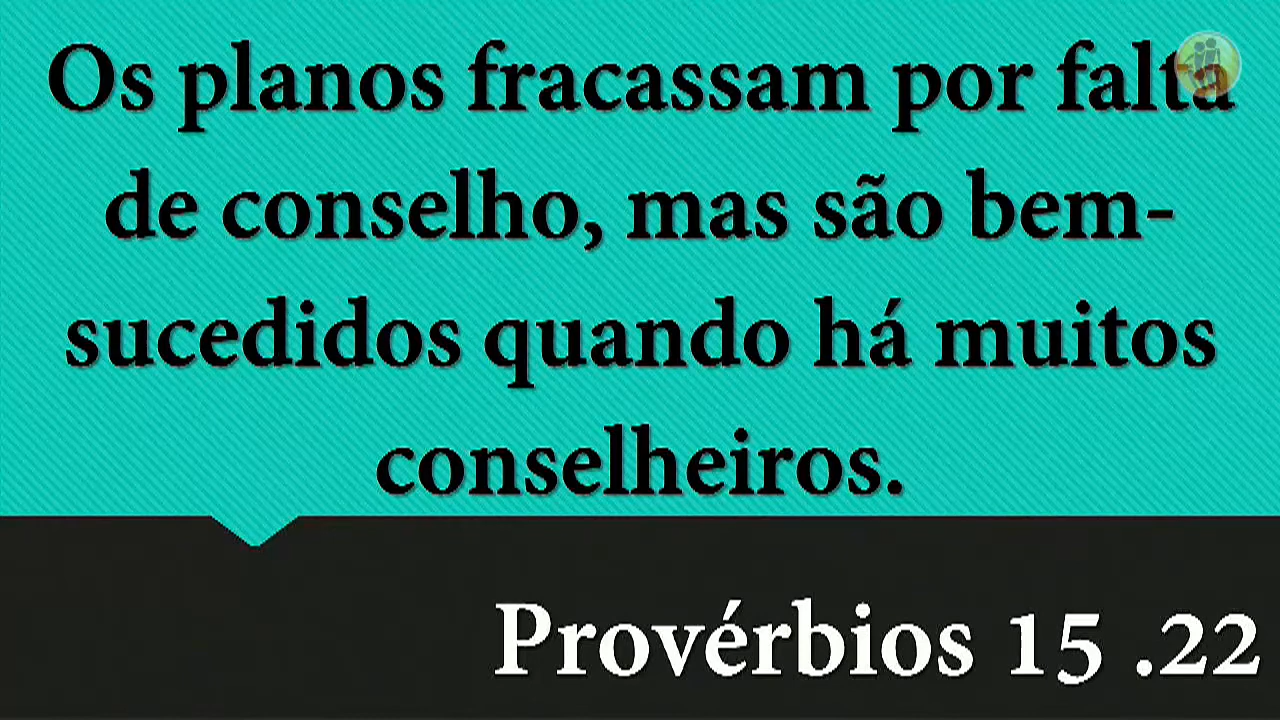 Os planos fracassam por falta
de conselho, mas são bem-
sucedidos quando há muitos
conselheiros.
Provérbios 15 .22